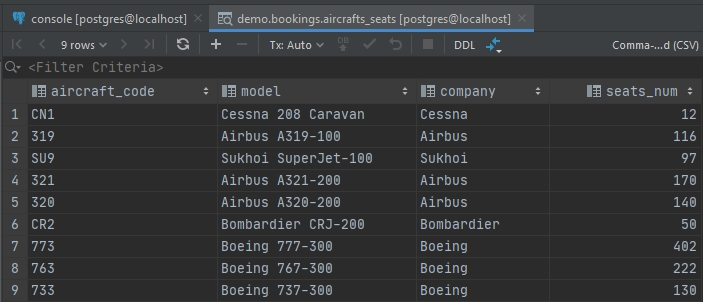 console [postgres@localhost] demo.bookings.aircrafts_seats [postgres@localhost]
9 rows Tx: Auto DB DDL Comma-...d (CSV)
<Filter Criteria>
aircraft_code model company seats_num
1 CN1 Cessna 208 Caravan Cessna 12
2 319 Airbus A319-100 Airbus 116
3 SU9 Sukhoi SuperJet-100 Sukhoi 97
4 321 Airbus A321-200 Airbus 170
5 320 Airbus A320-200 Airbus 140
6 CR2 Bombardier CRJ-200 Bombardier 50
7 773 Boeing 777-300 Boeing 402
8 763 Boeing 767-300 Boeing 222
9 733 Boeing 737-300 Boeing 130